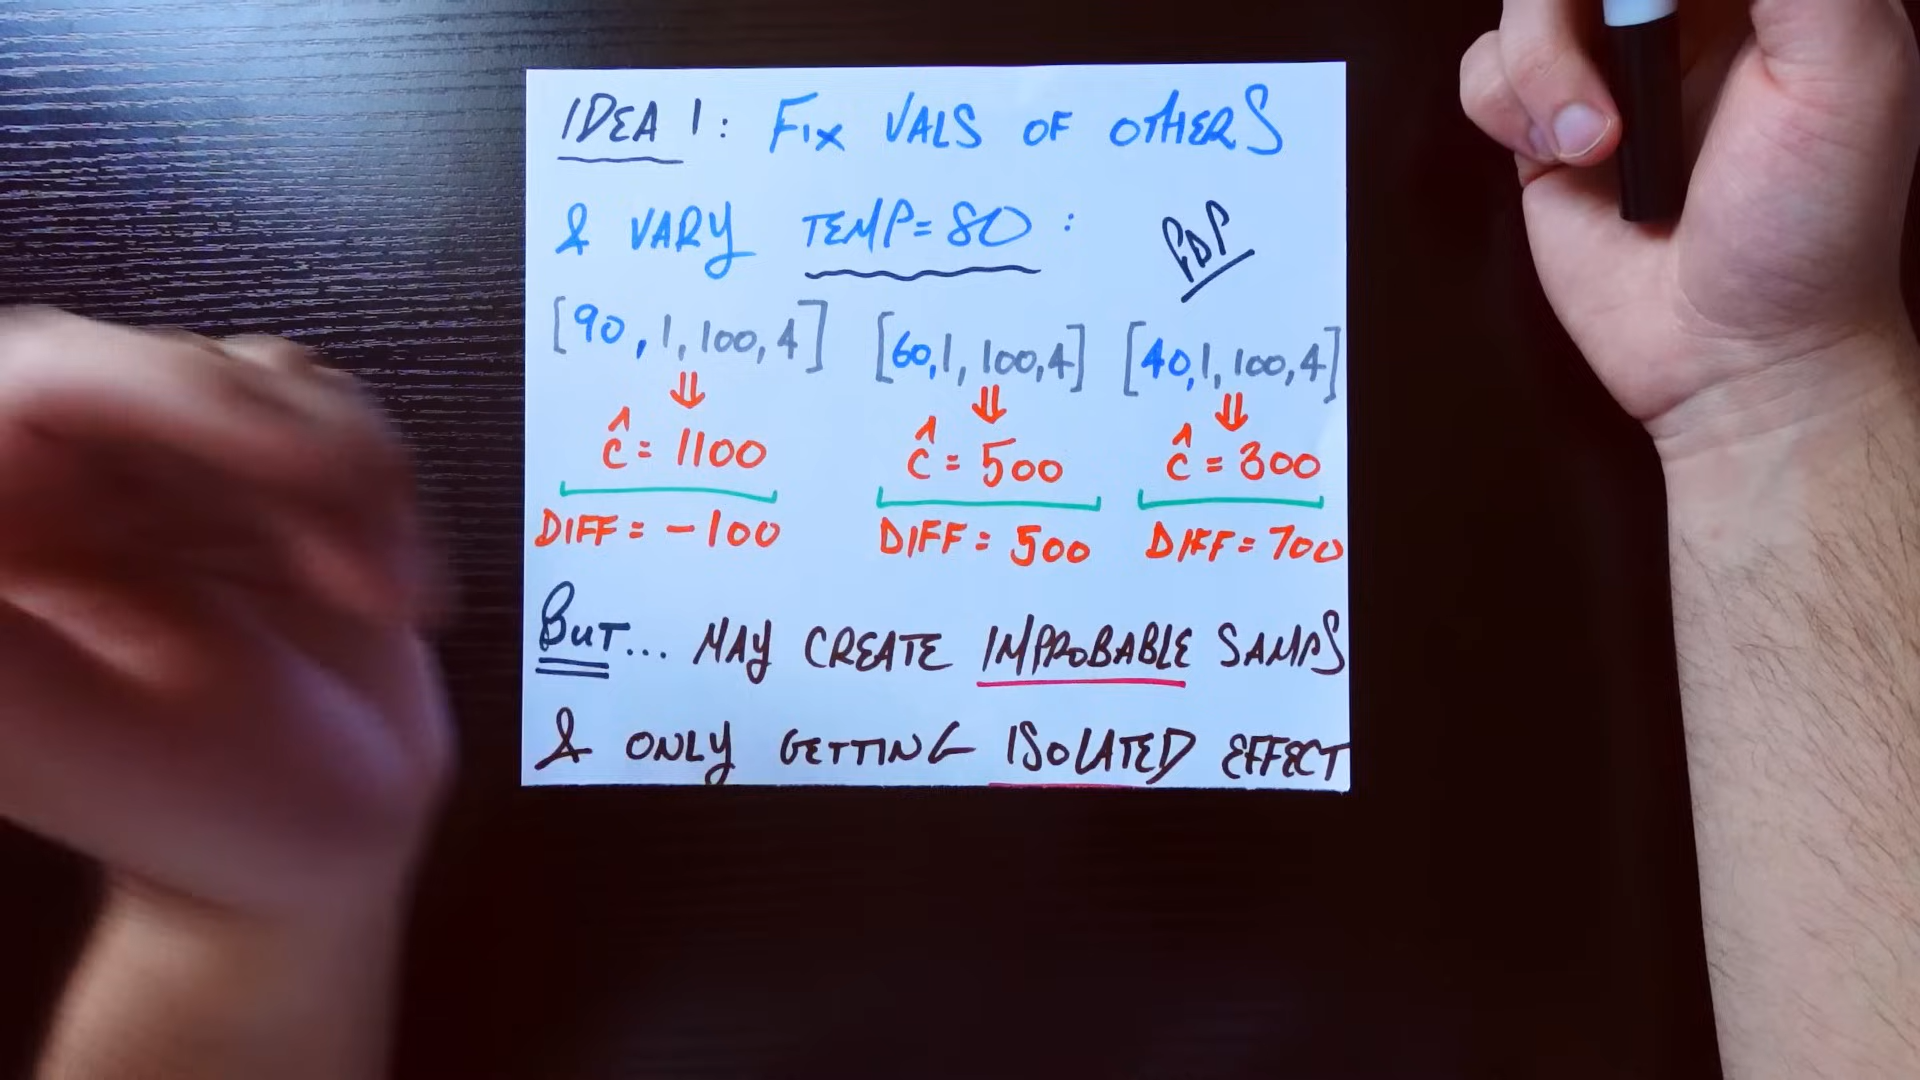 IDEA 1: FIX VALS OF OTHERS
& VARY TEMP=80: PDP
[90, 1, 100, 4] [60, 1, 100, 4] [40, 1, 100, 4]
⇓ ⇓ ⇓
ĉ = 1100 ĉ = 500 ĉ = 300
DIFF = -100 DIFF = 500 DIFF = 700
BUT... MAY CREATE IMPROBABLE SAMPS
& ONLY GETTING ISOLATED EFFECT